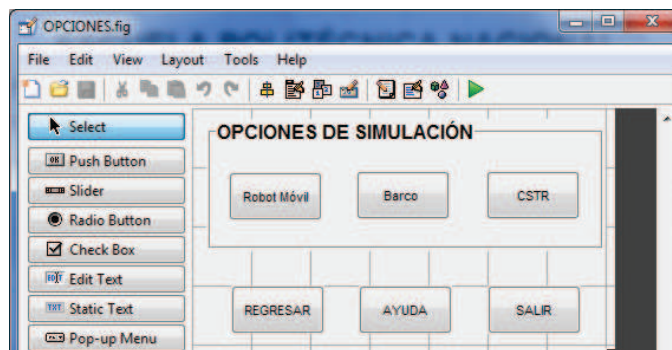 OPCIONES.fig
File Edit View Layout Tools Help
Select
Push Button
Slider
Radio Button
Check Box
Edit Text
Static Text
Pop-up Menu
OPCIONES DE SIMULACIÓN
Robot Móvil Barco CSTR
REGRESAR AYUDA SALIR